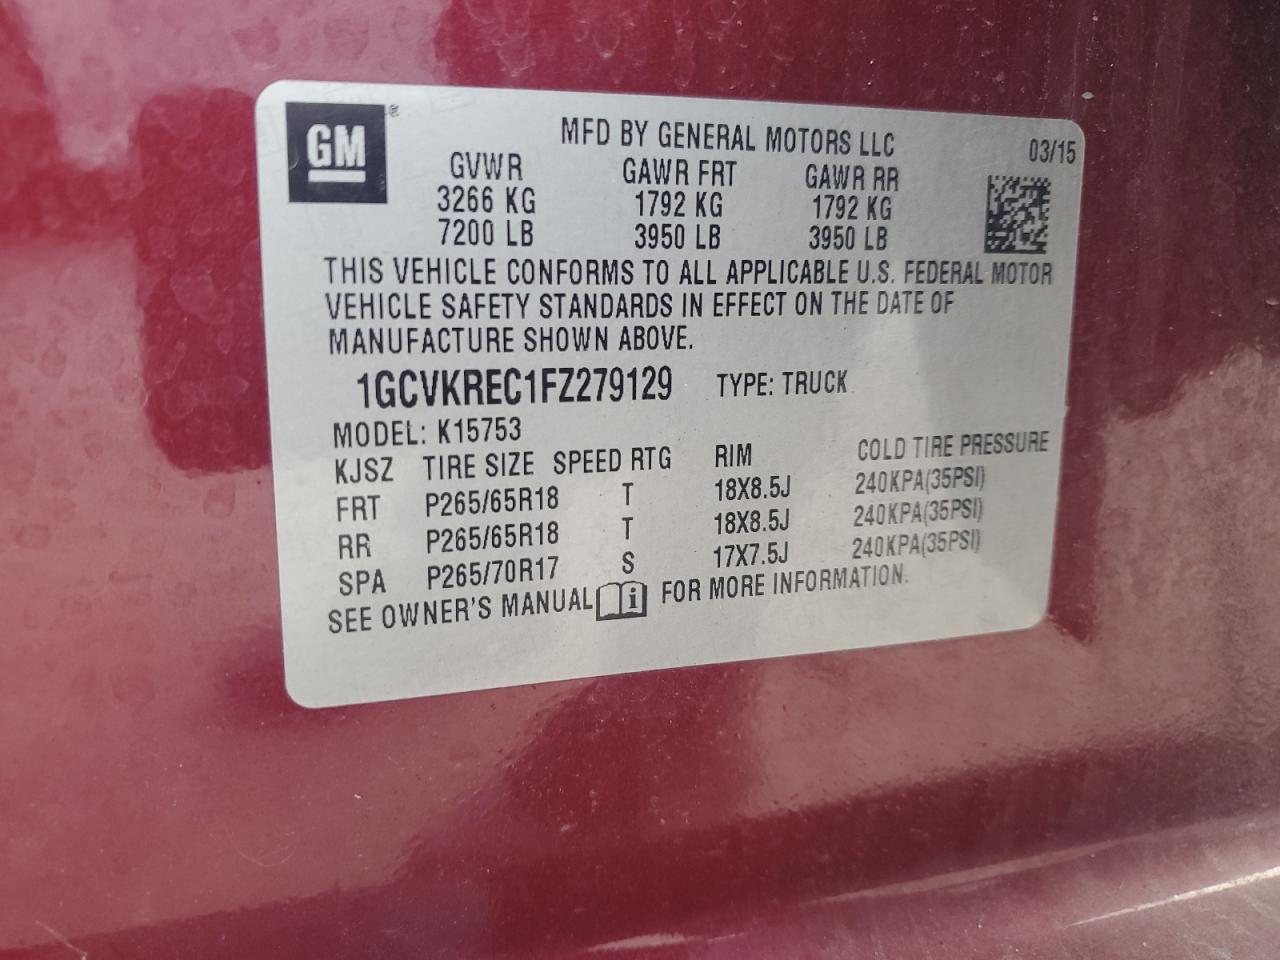 GM ®
MFD BY GENERAL MOTORS LLC 03/15
GVWR GAWR FRT GAWR RR
3266 KG 1792 KG 1792 KG
7200 LB 3950 LB 3950 LB
THIS VEHICLE CONFORMS TO ALL APPLICABLE U.S. FEDERAL MOTOR
VEHICLE SAFETY STANDARDS IN EFFECT ON THE DATE OF
MANUFACTURE SHOWN ABOVE.
1GCVKREC1FZ279129 TYPE: TRUCK
MODEL: K15753
KJSZ TIRE SIZE SPEED RTG RIM COLD TIRE PRESSURE
FRT P265/65R18 T 18X8.5J 240KPA(35PSI)
RR P265/65R18 T 18X8.5J 240KPA(35PSI)
SPA P265/70R17 S 17X7.5J 240KPA(35PSI)
SEE OWNER'S MANUAL i FOR MORE INFORMATION.